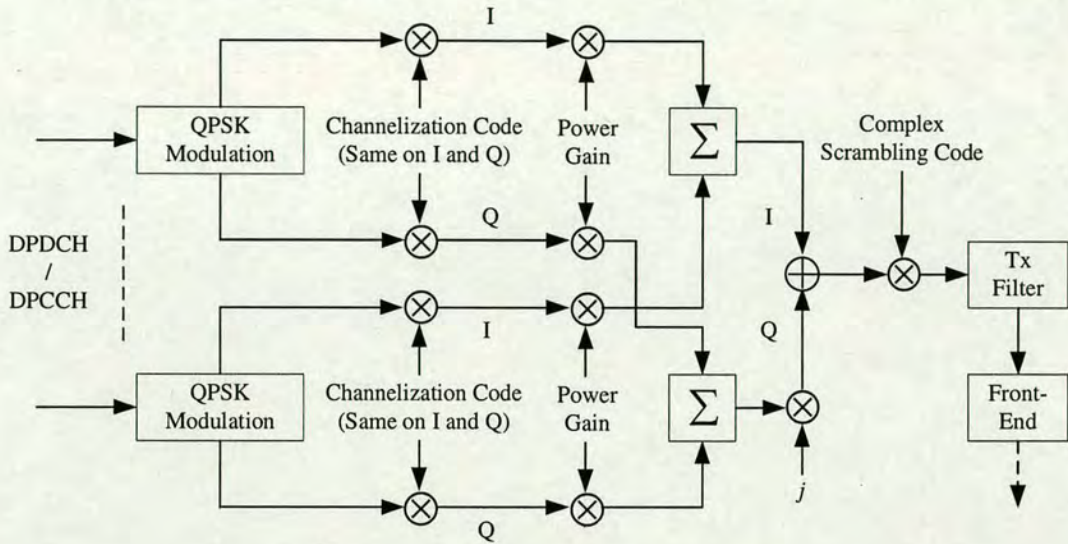 I
QPSK
Modulation
Channelization Code
(Same on I and Q)
Power
Gain
Σ
Complex
Scrambling Code
Q
I
DPDCH
/
DPCCH
Tx
Filter
I
Q
QPSK
Modulation
Channelization Code
(Same on I and Q)
Power
Gain
Σ
Front-
End
j
Q